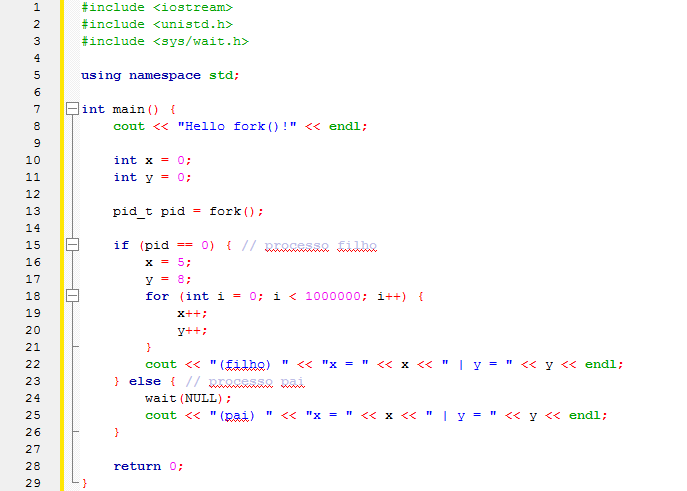 1 #include <iostream>
2 #include <unistd.h>
3 #include <sys/wait.h>
4
5 using namespace std;
6
7 int main() {
8     cout << "Hello fork()!" << endl;
9
10     int x = 0;
11     int y = 0;
12
13     pid_t pid = fork();
14
15     if (pid == 0) { // processo filho
16         x = 5;
17         y = 8;
18         for (int i = 0; i < 1000000; i++) {
19             x++;
20             y++;
21         }
22         cout << "(filho) " << "x = " << x << " | y = " << y << endl;
23     } else { // processo pai
24         wait(NULL);
25         cout << "(pai) " << "x = " << x << " | y = " << y << endl;
26     }
27
28     return 0;
29 }